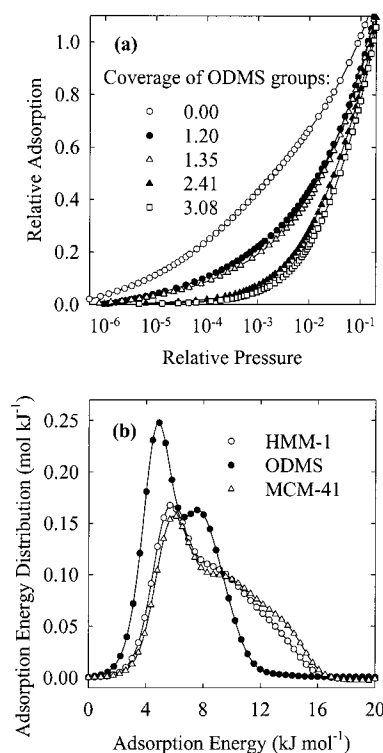 (a)
Coverage of ODMS groups:
0.00
1.20
1.35
2.41
3.08
Relative Adsorption
1.0
0.8
0.6
0.4
0.2
0.0
10⁻⁶ 10⁻⁵ 10⁻⁴ 10⁻³ 10⁻² 10⁻¹
Relative Pressure
(b)
HMM-1
ODMS
MCM-41
Adsorption Energy Distribution (mol kJ⁻¹)
0.25
0.20
0.15
0.10
0.05
0.00
0 4 8 12 16 20
Adsorption Energy (kJ mol⁻¹)